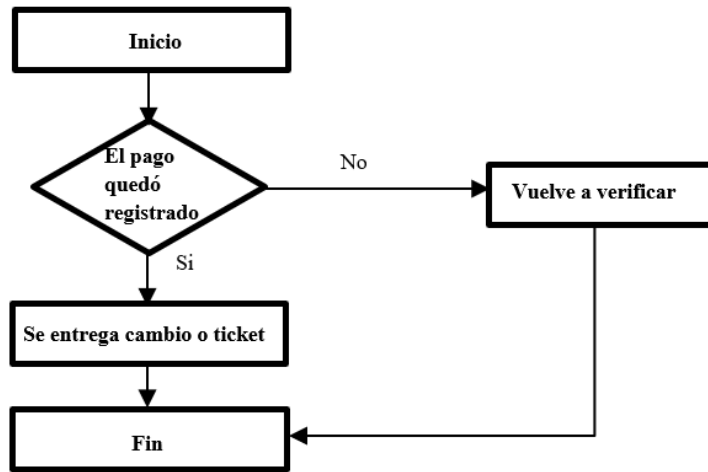 Inicio
El pago
quedó
registrado
No
Vuelve a verificar
Si
Se entrega cambio o ticket
Fin